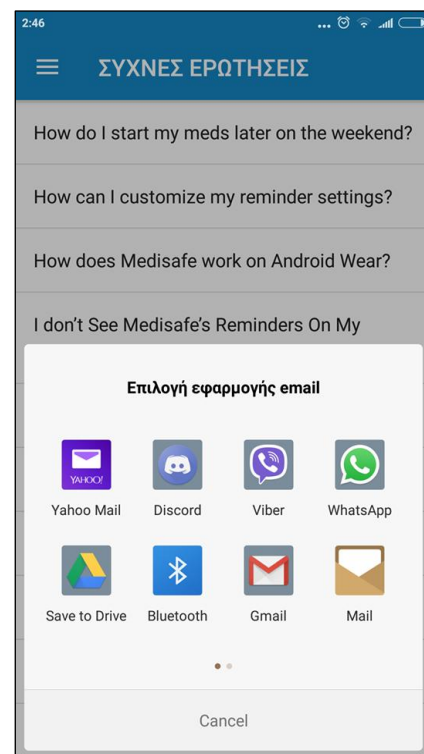 2:46
ΣΥΧΝΕΣ ΕΡΩΤΗΣΕΙΣ
How do I start my meds later on the weekend?
How can I customize my reminder settings?
How does Medisafe work on Android Wear?
I don't See Medisafe's Reminders On My
Επιλογή εφαρμογής email
YAHOO!
Yahoo Mail Discord Viber WhatsApp
Save to Drive Bluetooth Gmail Mail
Cancel